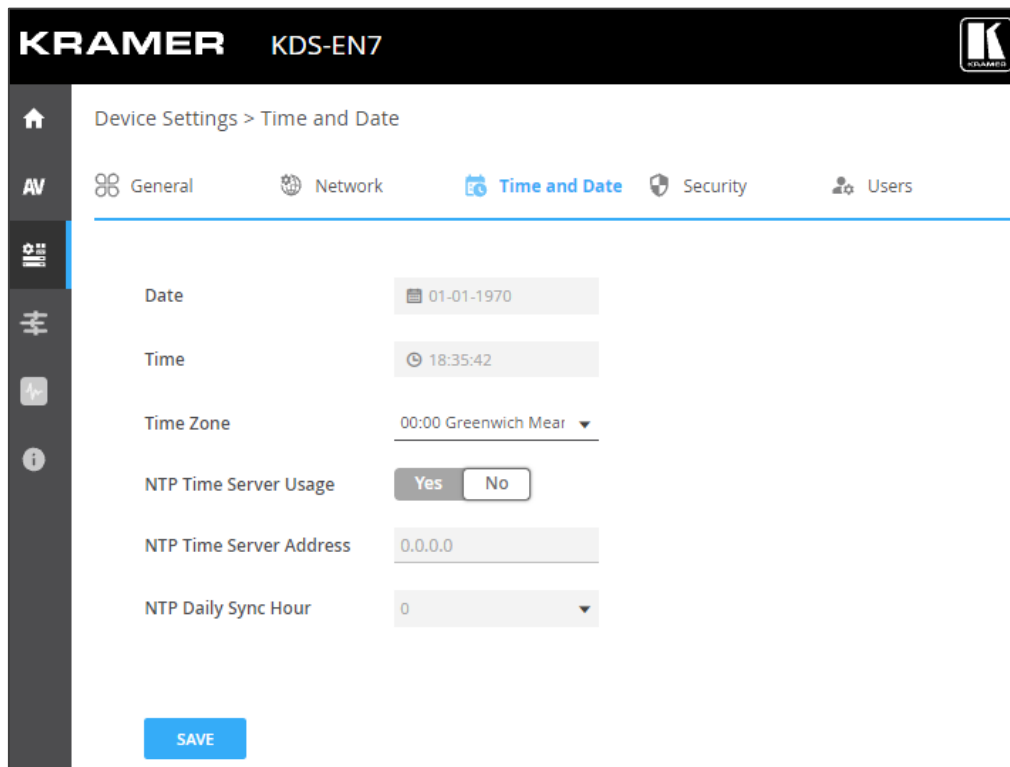 KRAMER KDS-EN7
KRAMER
Device Settings > Time and Date
AV
General Network Time and Date Security Users
Date 01-01-1970
Time 18:35:42
Time Zone 00:00 Greenwich Mear
NTP Time Server Usage Yes No
NTP Time Server Address 0.0.0.0
NTP Daily Sync Hour 0
SAVE